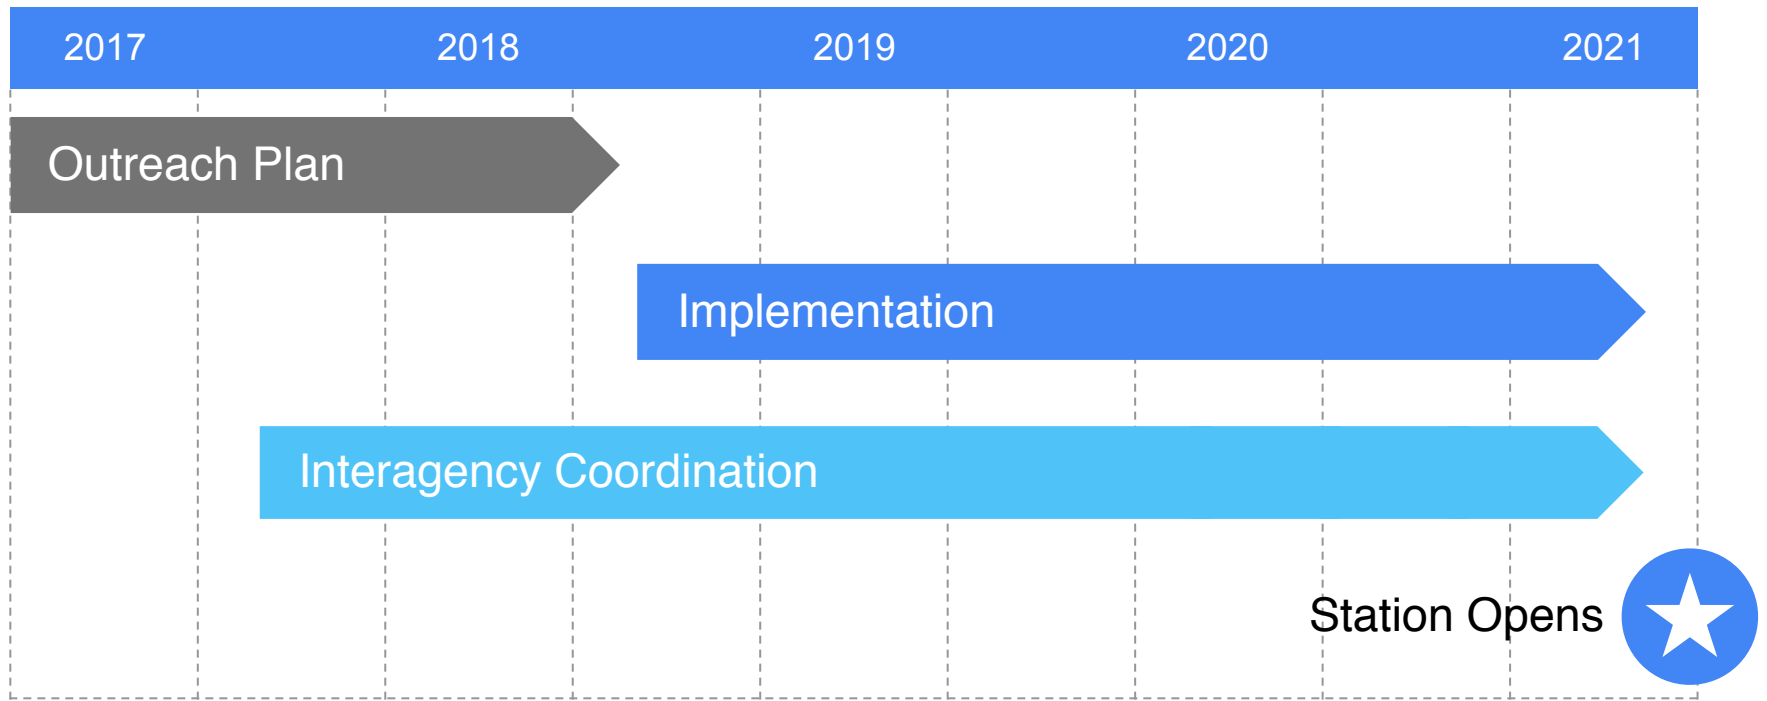 2017 2018 2019 2020 2021
Outreach Plan
Implementation
Interagency Coordination
Station Opens